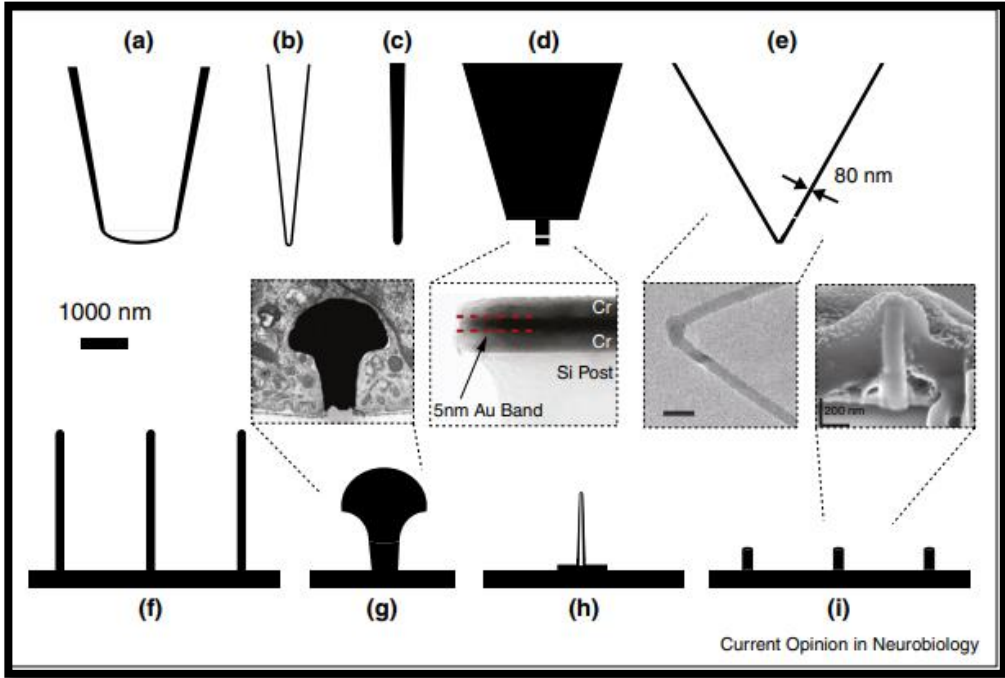 (a)
(b)
(c)
(d)
(e)
80 nm
1000 nm
Cr
Cr
Si Post
5nm Au Band
200 nm
(f)
(g)
(h)
(i)
Current Opinion in Neurobiology